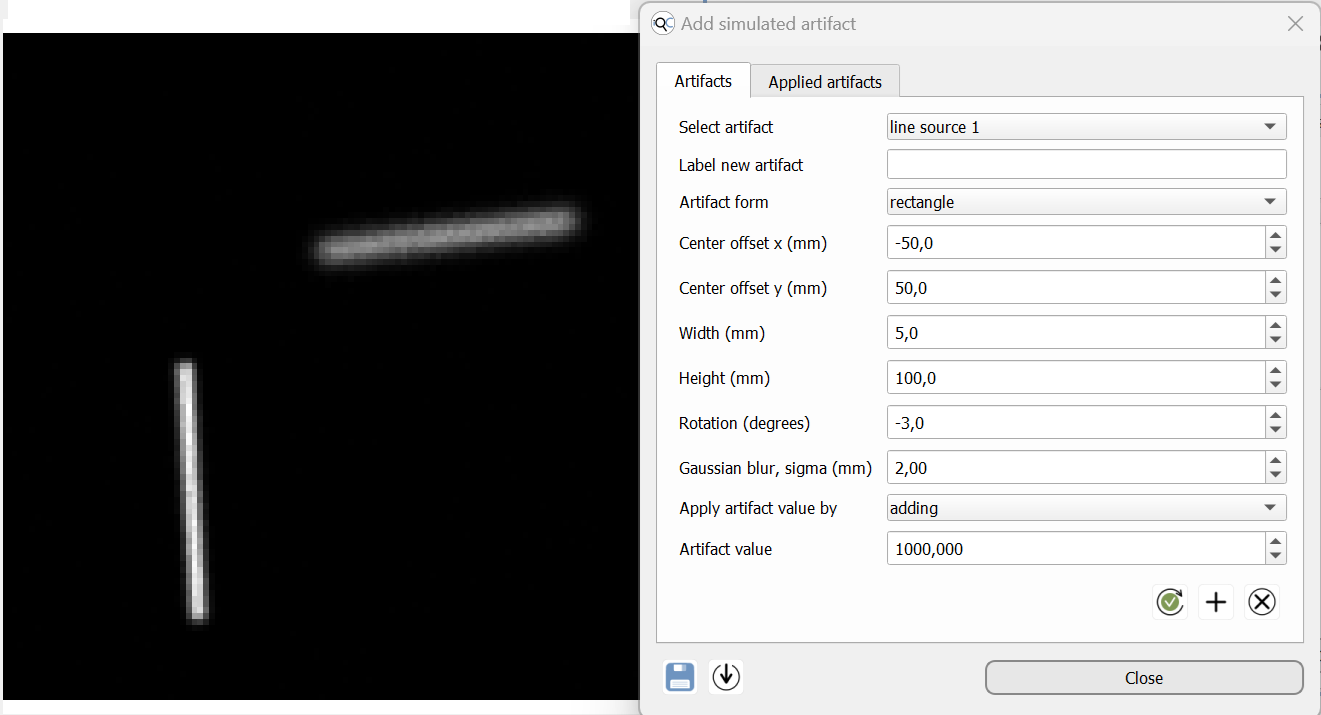 Add simulated artifact
Artifacts
Applied artifacts
Select artifact
line source 1
Label new artifact
Artifact form
rectangle
Center offset x (mm)
-50,0
Center offset y (mm)
50,0
Width (mm)
5,0
Height (mm)
100,0
Rotation (degrees)
-3,0
Gaussian blur, sigma (mm)
2,00
Apply artifact value by
adding
Artifact value
1000,000
Close